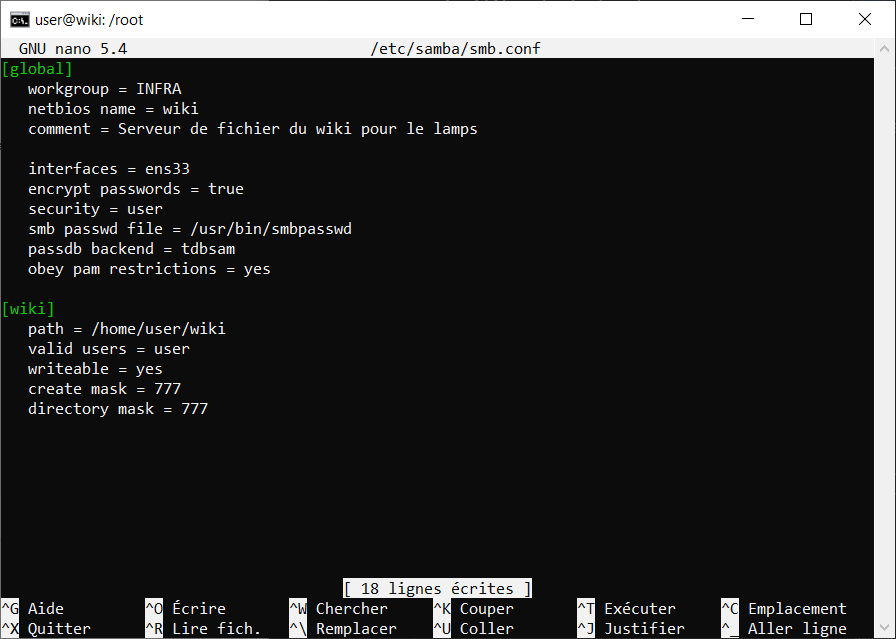 user@wiki: /root
GNU nano 5.4 /etc/samba/smb.conf
[global]
workgroup = INFRA
netbios name = wiki
comment = Serveur de fichier du wiki pour le lamps
interfaces = ens33
encrypt passwords = true
security = user
smb passwd file = /usr/bin/smbpasswd
passdb backend = tdbsam
obey pam restrictions = yes
[wiki]
path = /home/user/wiki
valid users = user
writeable = yes
create mask = 777
directory mask = 777
[ 18 lignes écrites ]
^G Aide ^O Écrire ^W Chercher ^K Couper ^T Exécuter ^C Emplacement
^X Quitter ^R Lire fich. ^\ Remplacer ^U Coller ^J Justifier ^_ Aller ligne